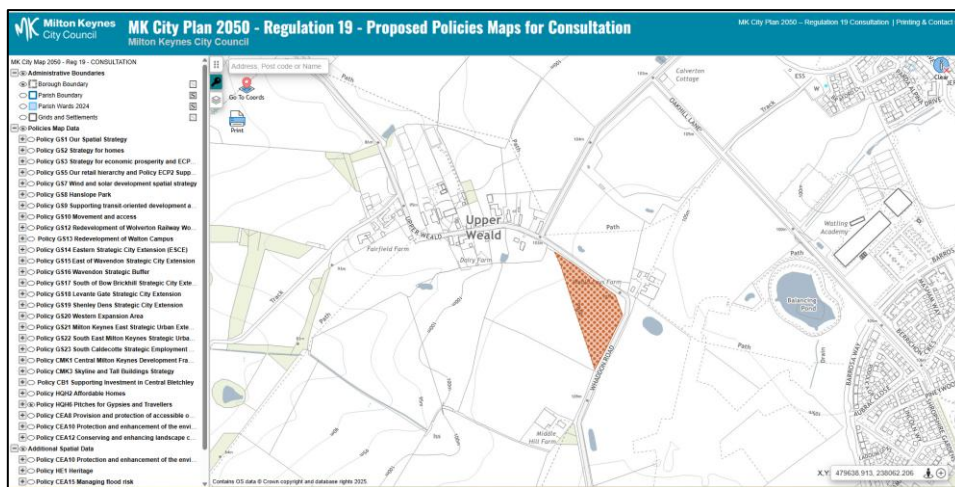 Milton Keynes
City Council
MK City Plan 2050 - Regulation 19 - Proposed Policies Maps for Consultation
Milton Keynes City Council
MK City Plan 2050 – Regulation 19 Consultation | Printing & Contact
MK City Map 2050 - Reg 19 - CONSULTATION
Administrative Boundaries
Borough Boundary
Parish Boundary
Parish Wards 2024
Grids and Settlements
Policies Map Data
Policy GS1 Our Spatial Strategy
Policy GS2 Strategy for homes
Policy GS3 Strategy for economic prosperity and ECP...
Policy GS5 Our retail hierarchy and Policy ECP2 Supp...
Policy GS7 Wind and solar development spatial strategy
Policy GS8 Hanslope Park
Policy GS9 Supporting transit-oriented development a...
Policy GS10 Movement and access
Policy GS12 Redevelopment of Wolverton Railway Wo...
Policy GS13 Redevelopment of Walton Campus
Policy GS14 Eastern Strategic City Extension (ESCE)
Policy GS15 East of Wavendon Strategic City Extension
Policy GS16 Wavendon Strategic Buffer
Policy GS17 South of Bow Brickhill Strategic City Exte...
Policy GS18 Levante Gate Strategic City Extension
Policy GS19 Shenley Dens Strategic City Extension
Policy GS20 Western Expansion Area
Policy GS21 Milton Keynes East Strategic Urban Exte...
Policy GS22 South East Milton Keynes Strategic Urba...
Policy GS23 South Caldecotte Strategic Employment ...
Policy CMK1 Central Milton Keynes Development Fra...
Policy CMK3 Skyline and Tall Buildings Strategy
Policy CB1 Supporting Investment in Central Bletchley
Policy HQH2 Affordable Homes
Policy HQH6 Pitches for Gypsies and Travellers
Policy CEA8 Provision and protection of accessible o...
Policy CEA10 Protection and enhancement of the envi...
Policy CEA12 Conserving and enhancing landscape c...
Additional Spatial Data
Policy CEA10 Protection and enhancement of the envi...
Policy HE1 Heritage
Policy CEA15 Managing flood risk
Address, Post code or Name
Go To Coords
Print
Clear
Path
Calverton
Cottage
ESS
W
DRIVE
Track
OAKHILL LANE
105m
Path
Upper
Weald
UPPER WEALD
Fairfield Farm
Dairy Farm
Path
Watling
Academy
Path
Balancing
Pond
Track
Path
Drain
WHADDON ROAD
Path
BARROSA WAY
Middle
Hill Farm
Contains OS data © Crown copyright and database rights 2025.
X,Y: 479638.913, 238062.206